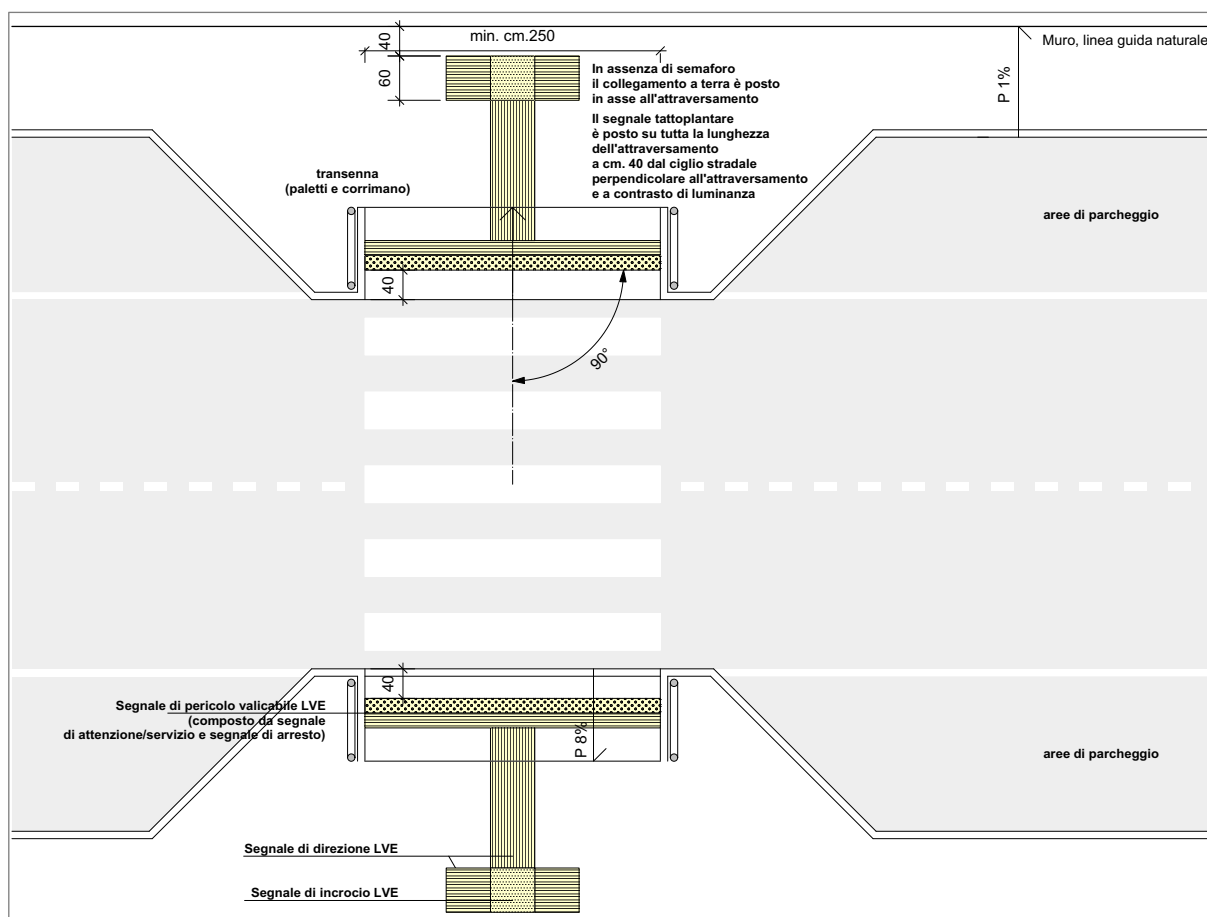 40
min. cm.250
Muro, linea guida naturale
60
In assenza di semaforo
il collegamento a terra è posto
in asse all'attraversamento
P 1%
Il segnale tattoplantare
è posto su tutta la lunghezza
dell'attraversamento
a cm. 40 dal ciglio stradale
perpendicolare all'attraversamento
e a contrasto di luminanza
transenna
(paletti e corrimano)
aree di parcheggio
40
90°
40
Segnale di pericolo valicabile LVE
(composto da segnale
di attenzione/servizio e segnale di arresto)
P 8%
aree di parcheggio
Segnale di direzione LVE
Segnale di incrocio LVE